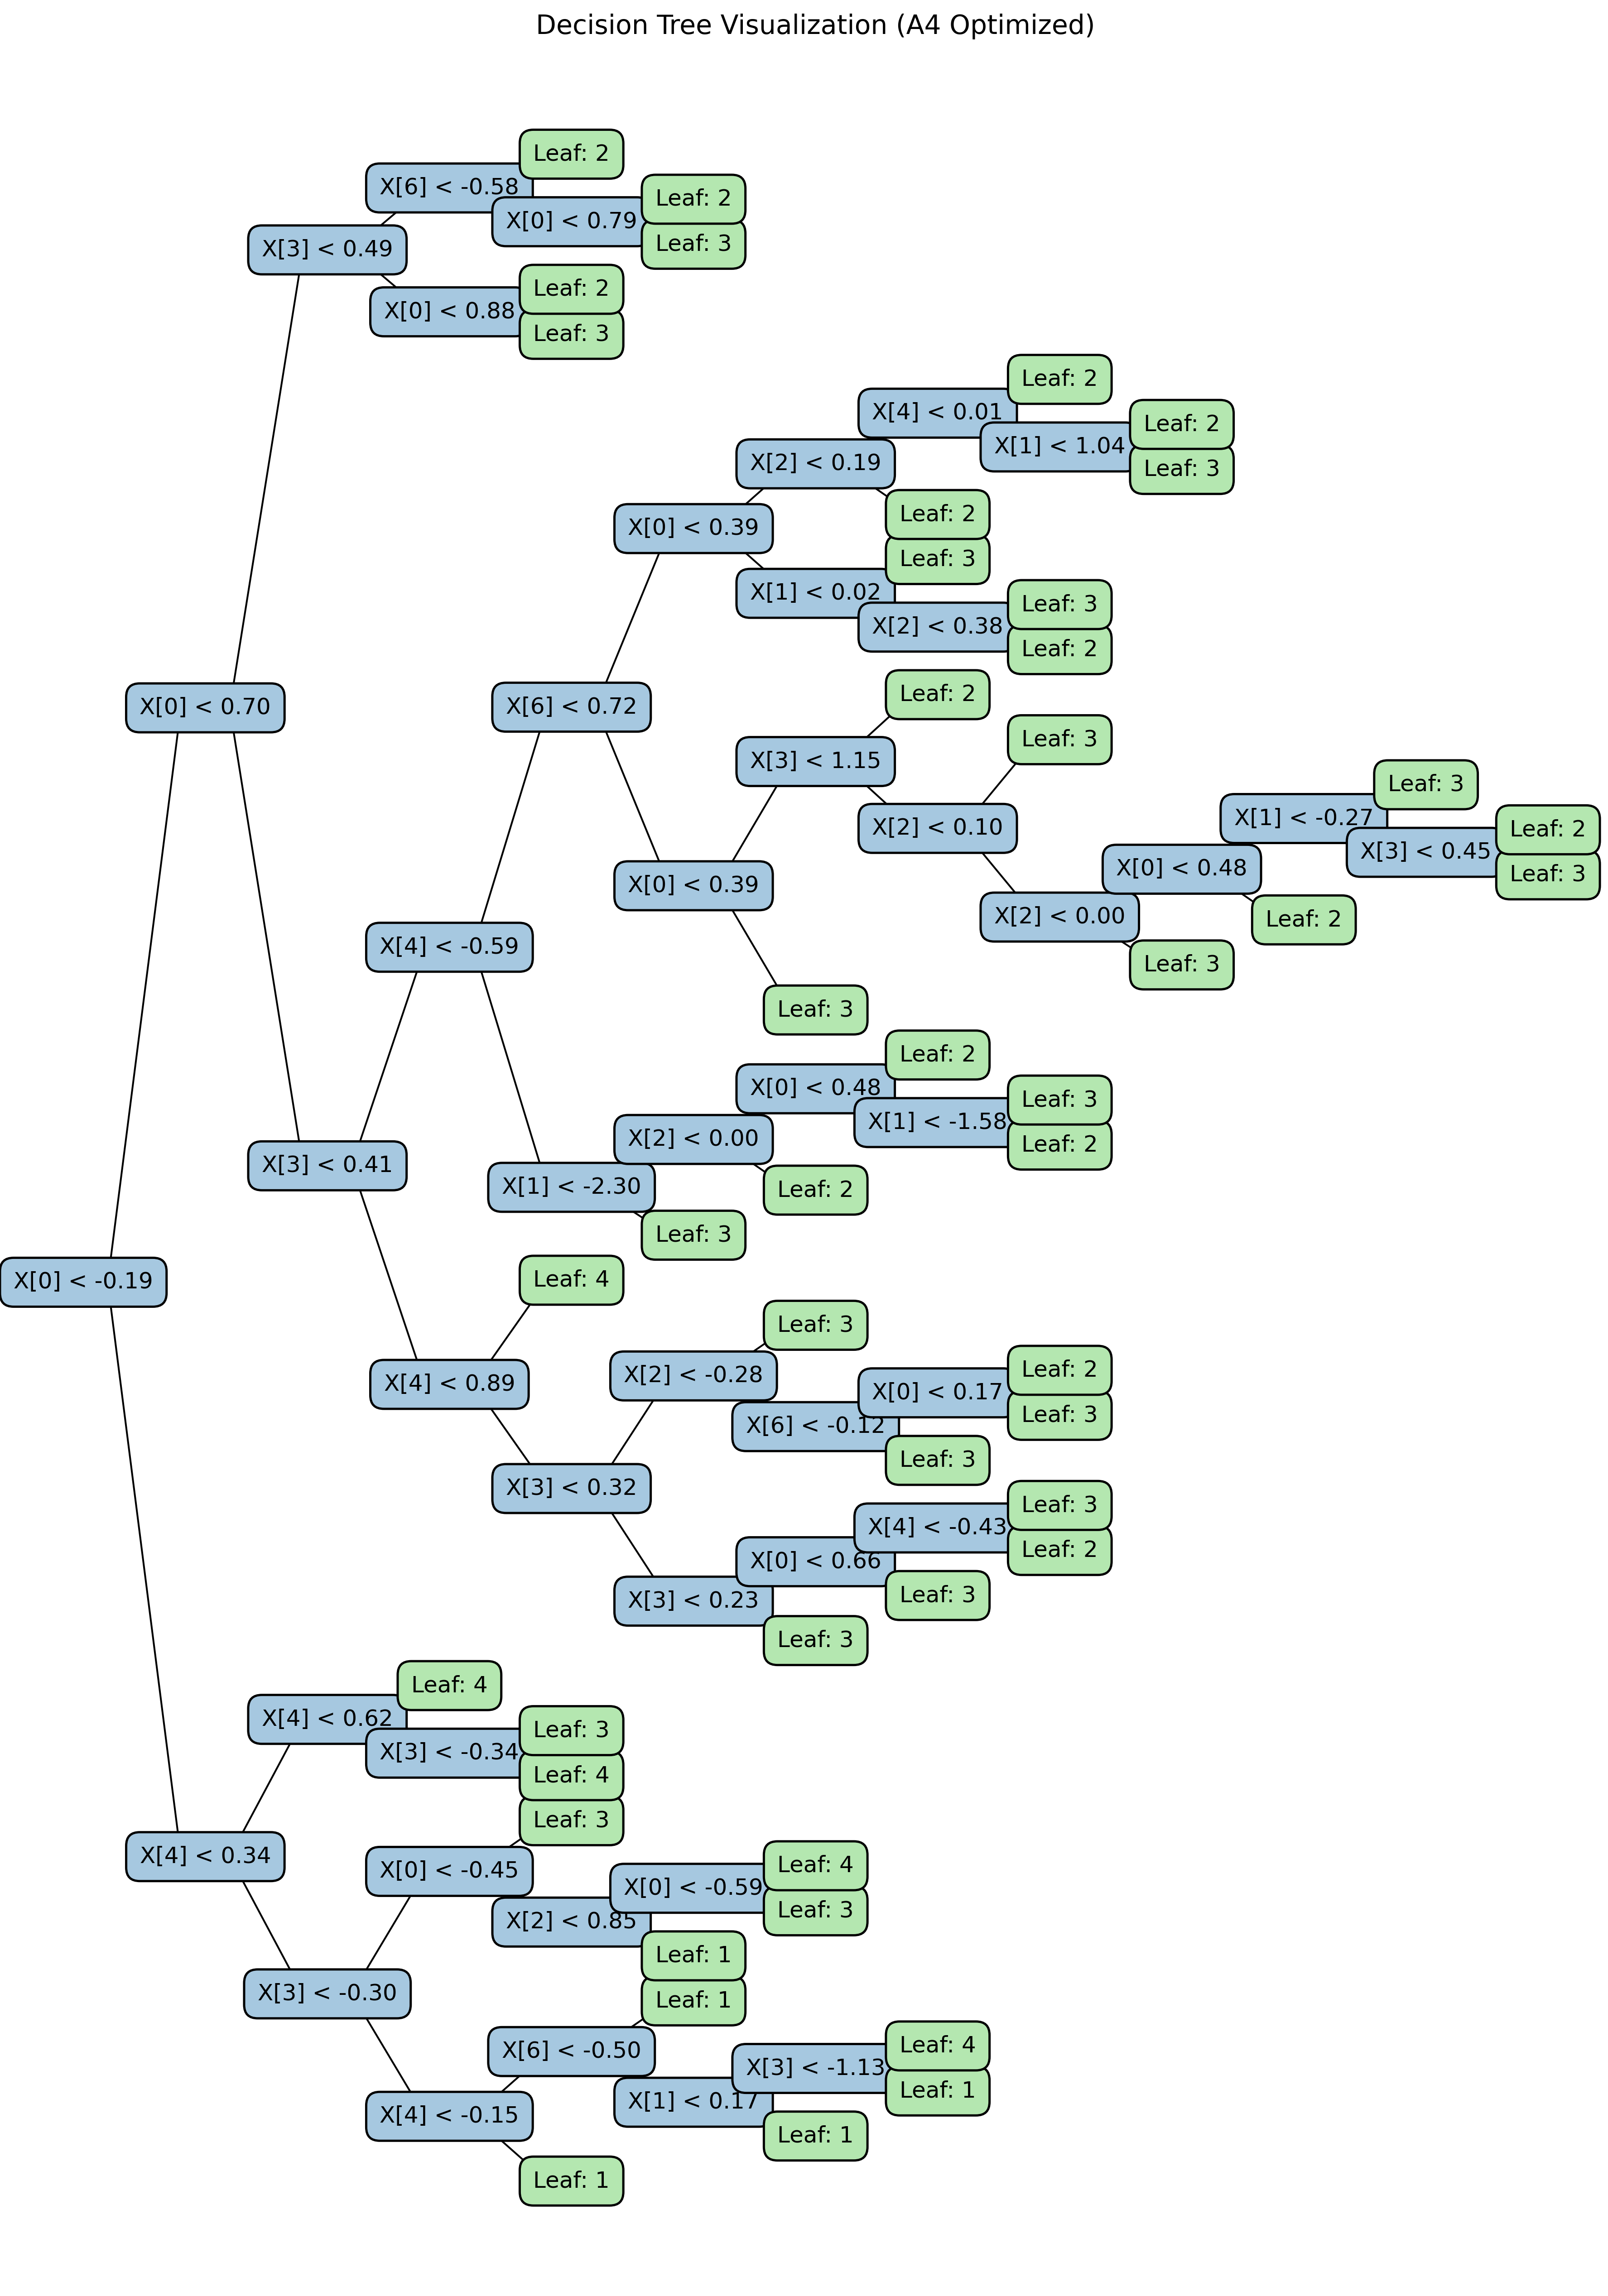 Decision Tree Visualization (A4 Optimized)
Leaf: 2
X[6] < -0.58
Leaf: 2
X[0] < 0.79
Leaf: 3
X[3] < 0.49
Leaf: 2
X[0] < 0.88
Leaf: 3
Leaf: 2
X[4] < 0.01
Leaf: 2
X[1] < 1.04
X[2] < 0.19
Leaf: 3
Leaf: 2
X[0] < 0.39
Leaf: 3
X[1] < 0.02
Leaf: 3
X[2] < 0.38
Leaf: 2
Leaf: 2
X[0] < 0.70
X[6] < 0.72
Leaf: 3
X[3] < 1.15
Leaf: 3
X[1] < -0.27
X[2] < 0.10
Leaf: 2
X[3] < 0.45
X[0] < 0.48
Leaf: 3
X[0] < 0.39
X[2] < 0.00
Leaf: 2
X[4] < -0.59
Leaf: 3
Leaf: 3
Leaf: 2
X[0] < 0.48
Leaf: 3
X[1] < -1.58
X[2] < 0.00
Leaf: 2
X[3] < 0.41
X[1] < -2.30
Leaf: 2
Leaf: 3
X[0] < -0.19
Leaf: 4
Leaf: 3
X[2] < -0.28
Leaf: 2
X[4] < 0.89
X[0] < 0.17
Leaf: 3
X[6] < -0.12
Leaf: 3
X[3] < 0.32
Leaf: 3
X[4] < -0.43
Leaf: 2
X[0] < 0.66
Leaf: 3
X[3] < 0.23
Leaf: 3
Leaf: 4
X[4] < 0.62
Leaf: 3
X[3] < -0.34
Leaf: 4
Leaf: 3
X[4] < 0.34
X[0] < -0.45
Leaf: 4
X[0] < -0.59
Leaf: 3
X[2] < 0.85
Leaf: 1
X[3] < -0.30
Leaf: 1
X[6] < -0.50
Leaf: 4
X[3] < -1.13
Leaf: 1
X[1] < 0.17
X[4] < -0.15
Leaf: 1
Leaf: 1